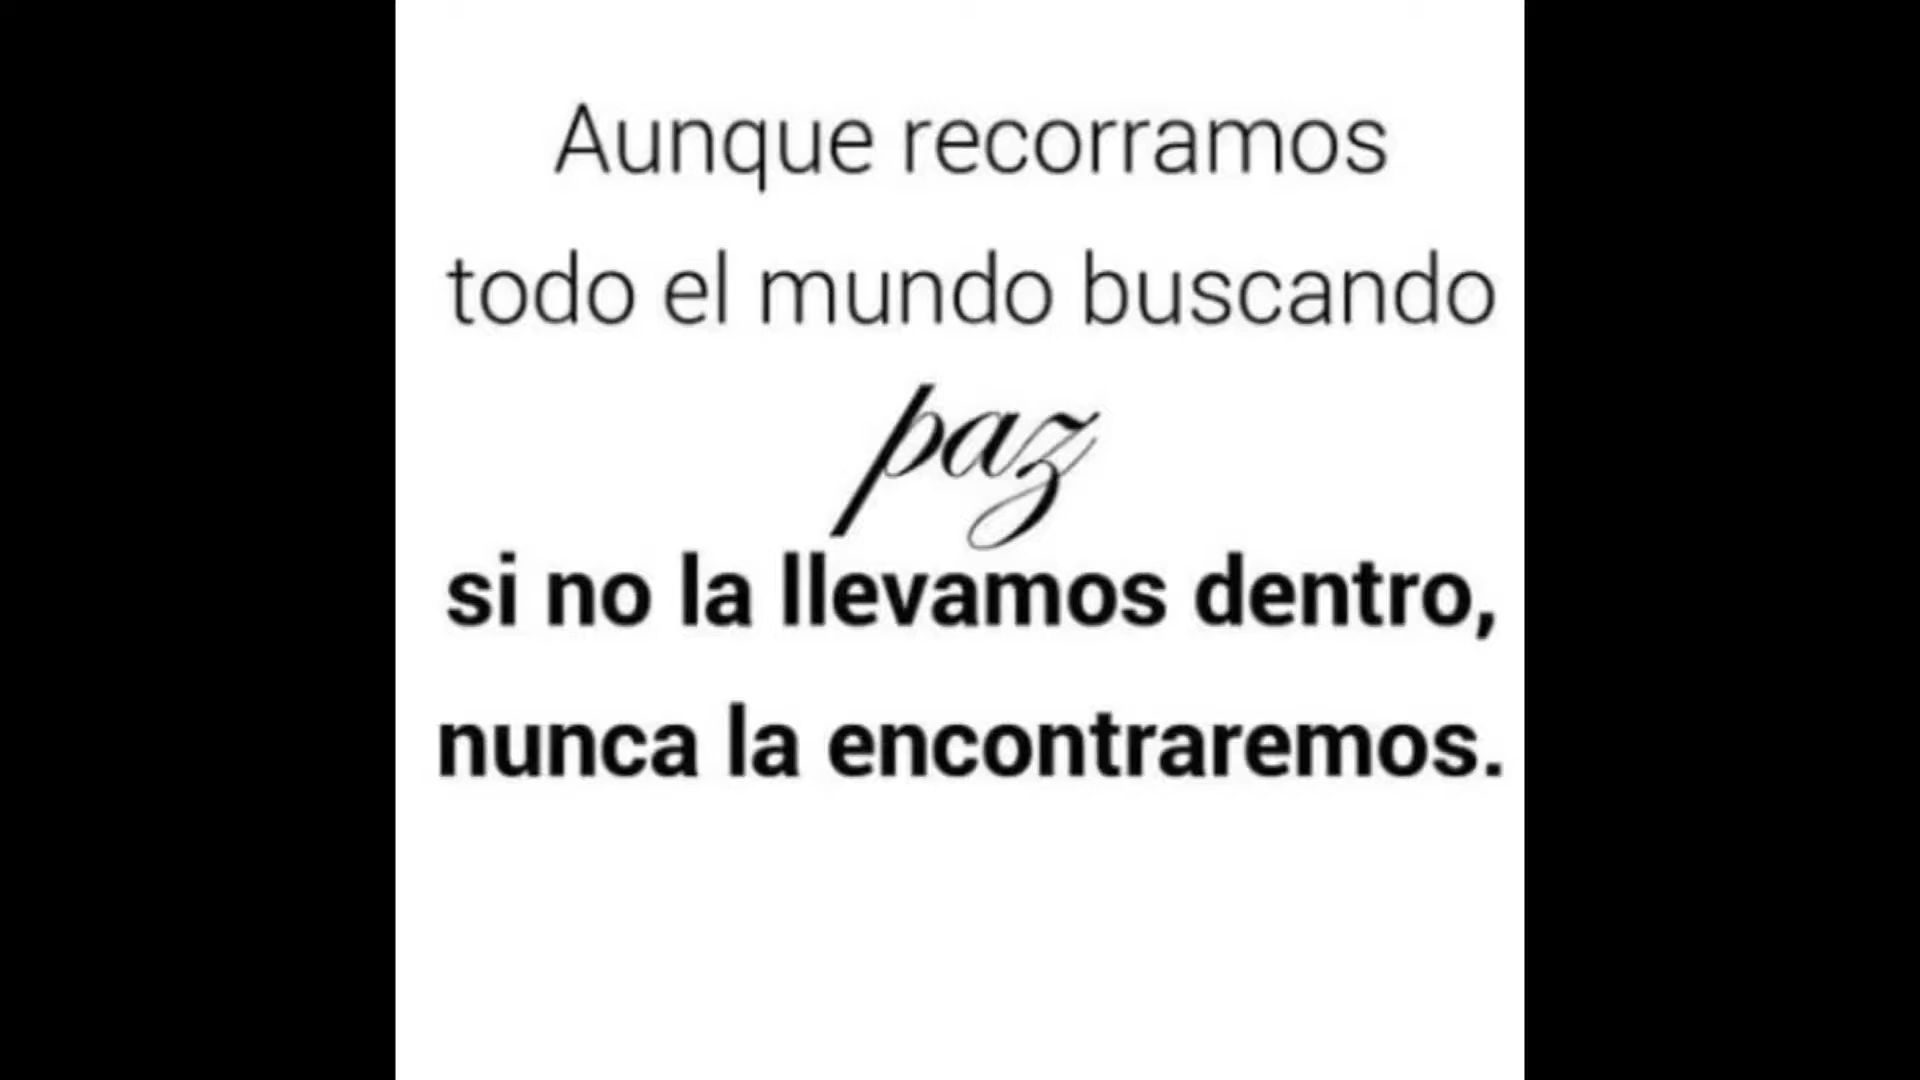 Aunque recorramos
todo el mundo buscando
paz
si no la llevamos dentro,
nunca la encontraremos.